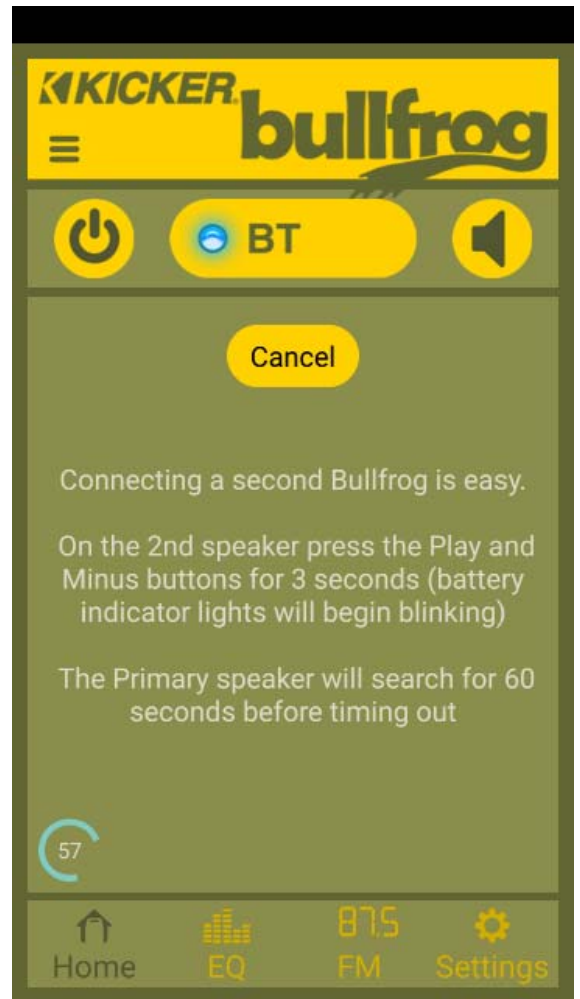 KICKER
bullfrog
BT
Cancel
Connecting a second Bullfrog is easy.
On the 2nd speaker press the Play and
Minus buttons for 3 seconds (battery
indicator lights will begin blinking)
The Primary speaker will search for 60
seconds before timing out
57
87.5
Home EQ FM Settings